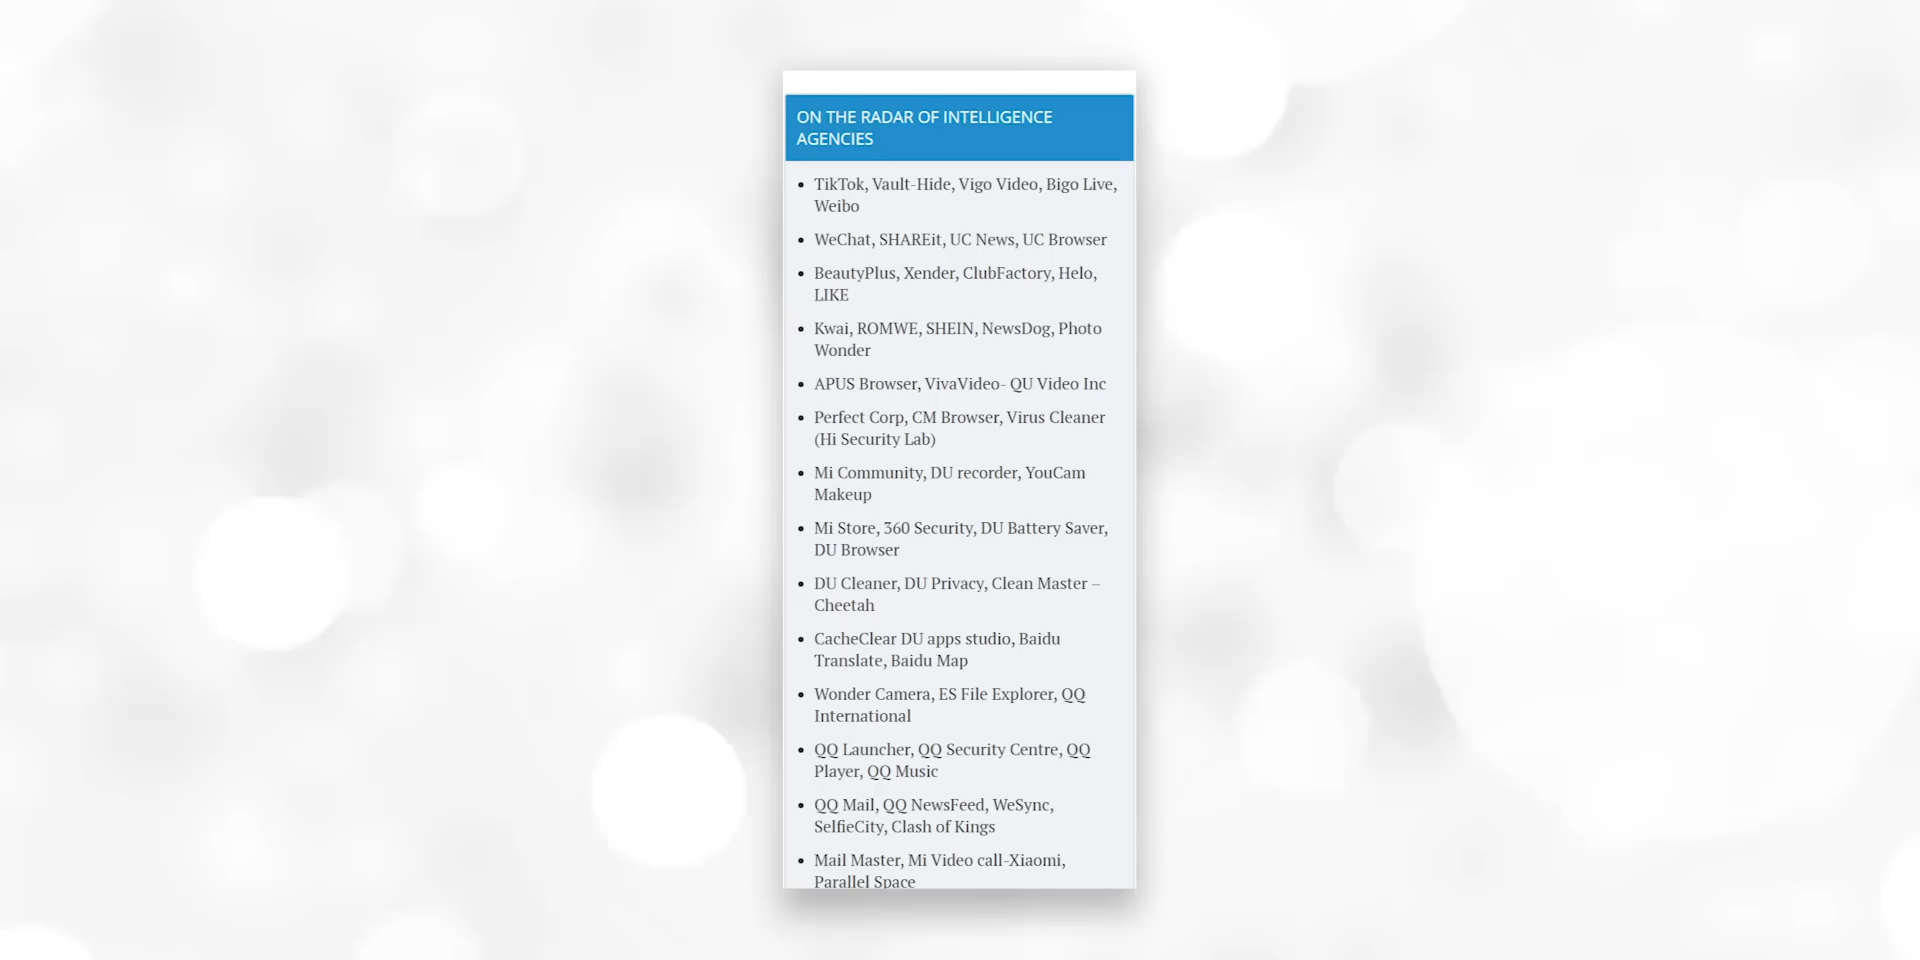 ON THE RADAR OF INTELLIGENCE
AGENCIES
• TikTok, Vault-Hide, Vigo Video, Bigo Live,
Weibo
• WeChat, SHAREit, UC News, UC Browser
• BeautyPlus, Xender, ClubFactory, Helo,
LIKE
• Kwai, ROMWE, SHEIN, NewsDog, Photo
Wonder
• APUS Browser, VivaVideo- QU Video Inc
• Perfect Corp, CM Browser, Virus Cleaner
(Hi Security Lab)
• Mi Community, DU recorder, YouCam
Makeup
• Mi Store, 360 Security, DU Battery Saver,
DU Browser
• DU Cleaner, DU Privacy, Clean Master –
Cheetah
• CacheClear DU apps studio, Baidu
Translate, Baidu Map
• Wonder Camera, ES File Explorer, QQ
International
• QQ Launcher, QQ Security Centre, QQ
Player, QQ Music
• QQ Mail, QQ NewsFeed, WeSync,
SelfieCity, Clash of Kings
• Mail Master, Mi Video call-Xiaomi,
Parallel Space